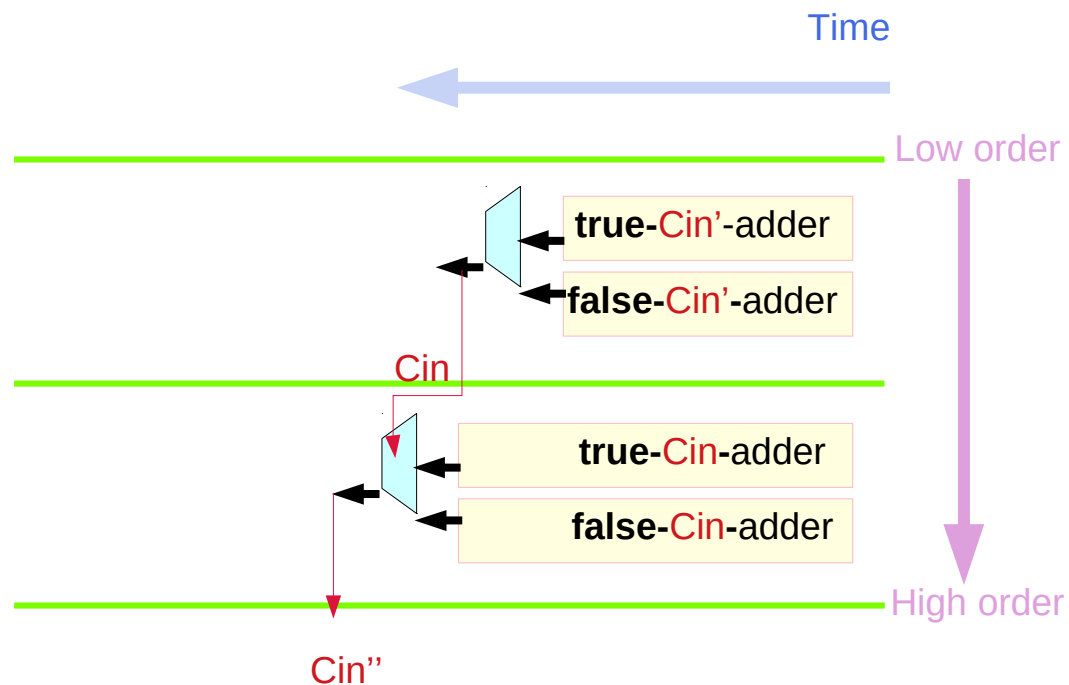 Time
Low order
true-Cin’-adder
false-Cin’-adder
Cin
true-Cin-adder
false-Cin-adder
High order
Cin’’